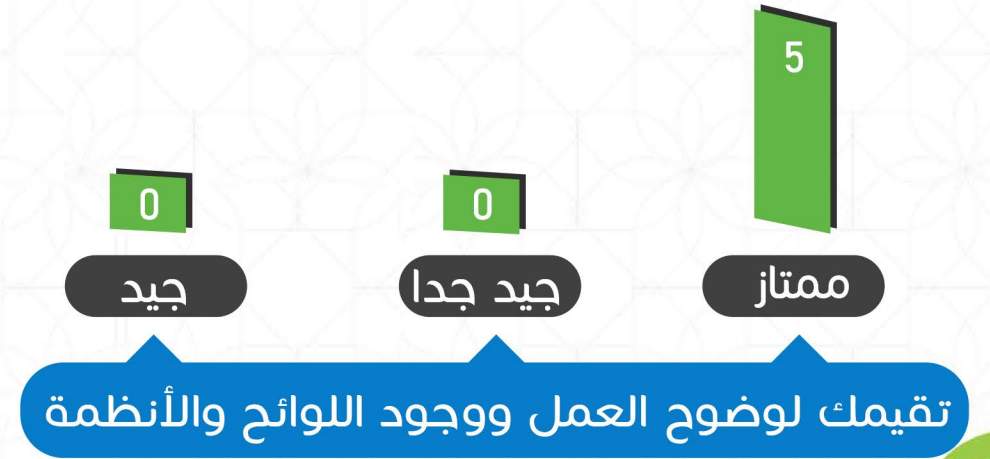 5
0
0
ممتاز
جيد جدا
جيد
تقيمك لوضوح العمل ووجود اللوائح والأنظمة